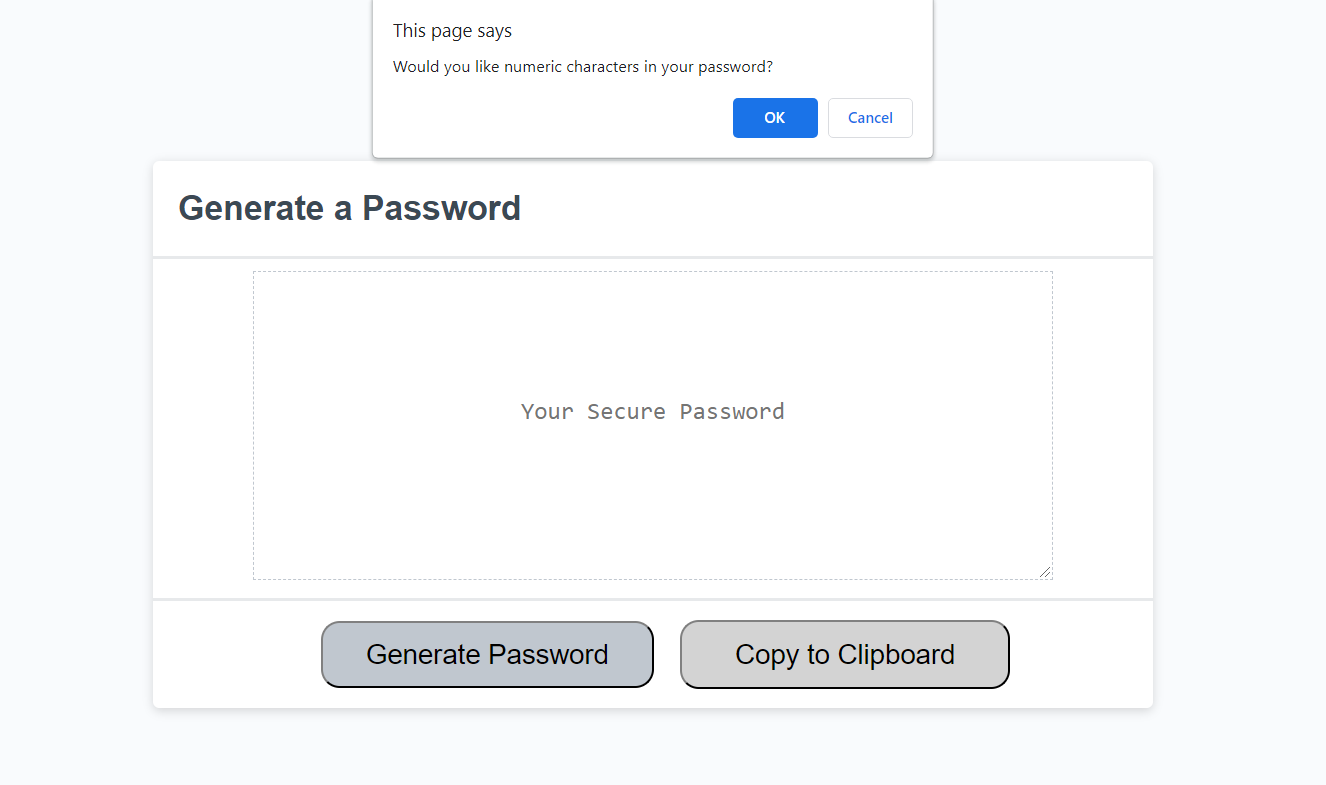 This page says
Would you like numeric characters in your password?
OK
Cancel
Generate a Password
Your Secure Password
Generate Password
Copy to Clipboard